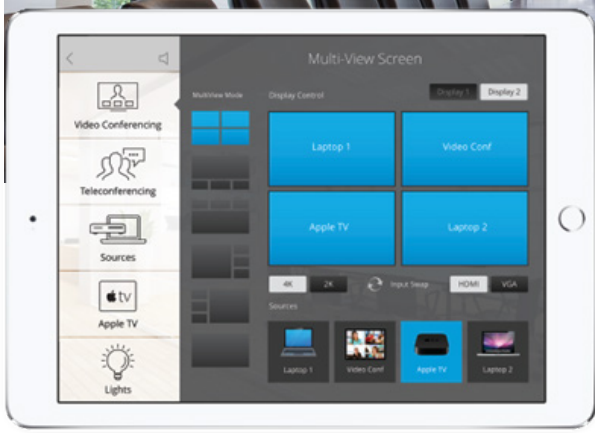 Multi-View Screen
MultiView Mode
Display Control
Display 1
Display 2
Video Conferencing
Teleconferencing
Sources
tv
Apple TV
Lights
Laptop 1
Video Conf
Apple TV
Laptop 2
4K
2K
Input Swap
HDMI
VGA
Sources
Laptop 1
Video Conf
Apple TV
Laptop 2